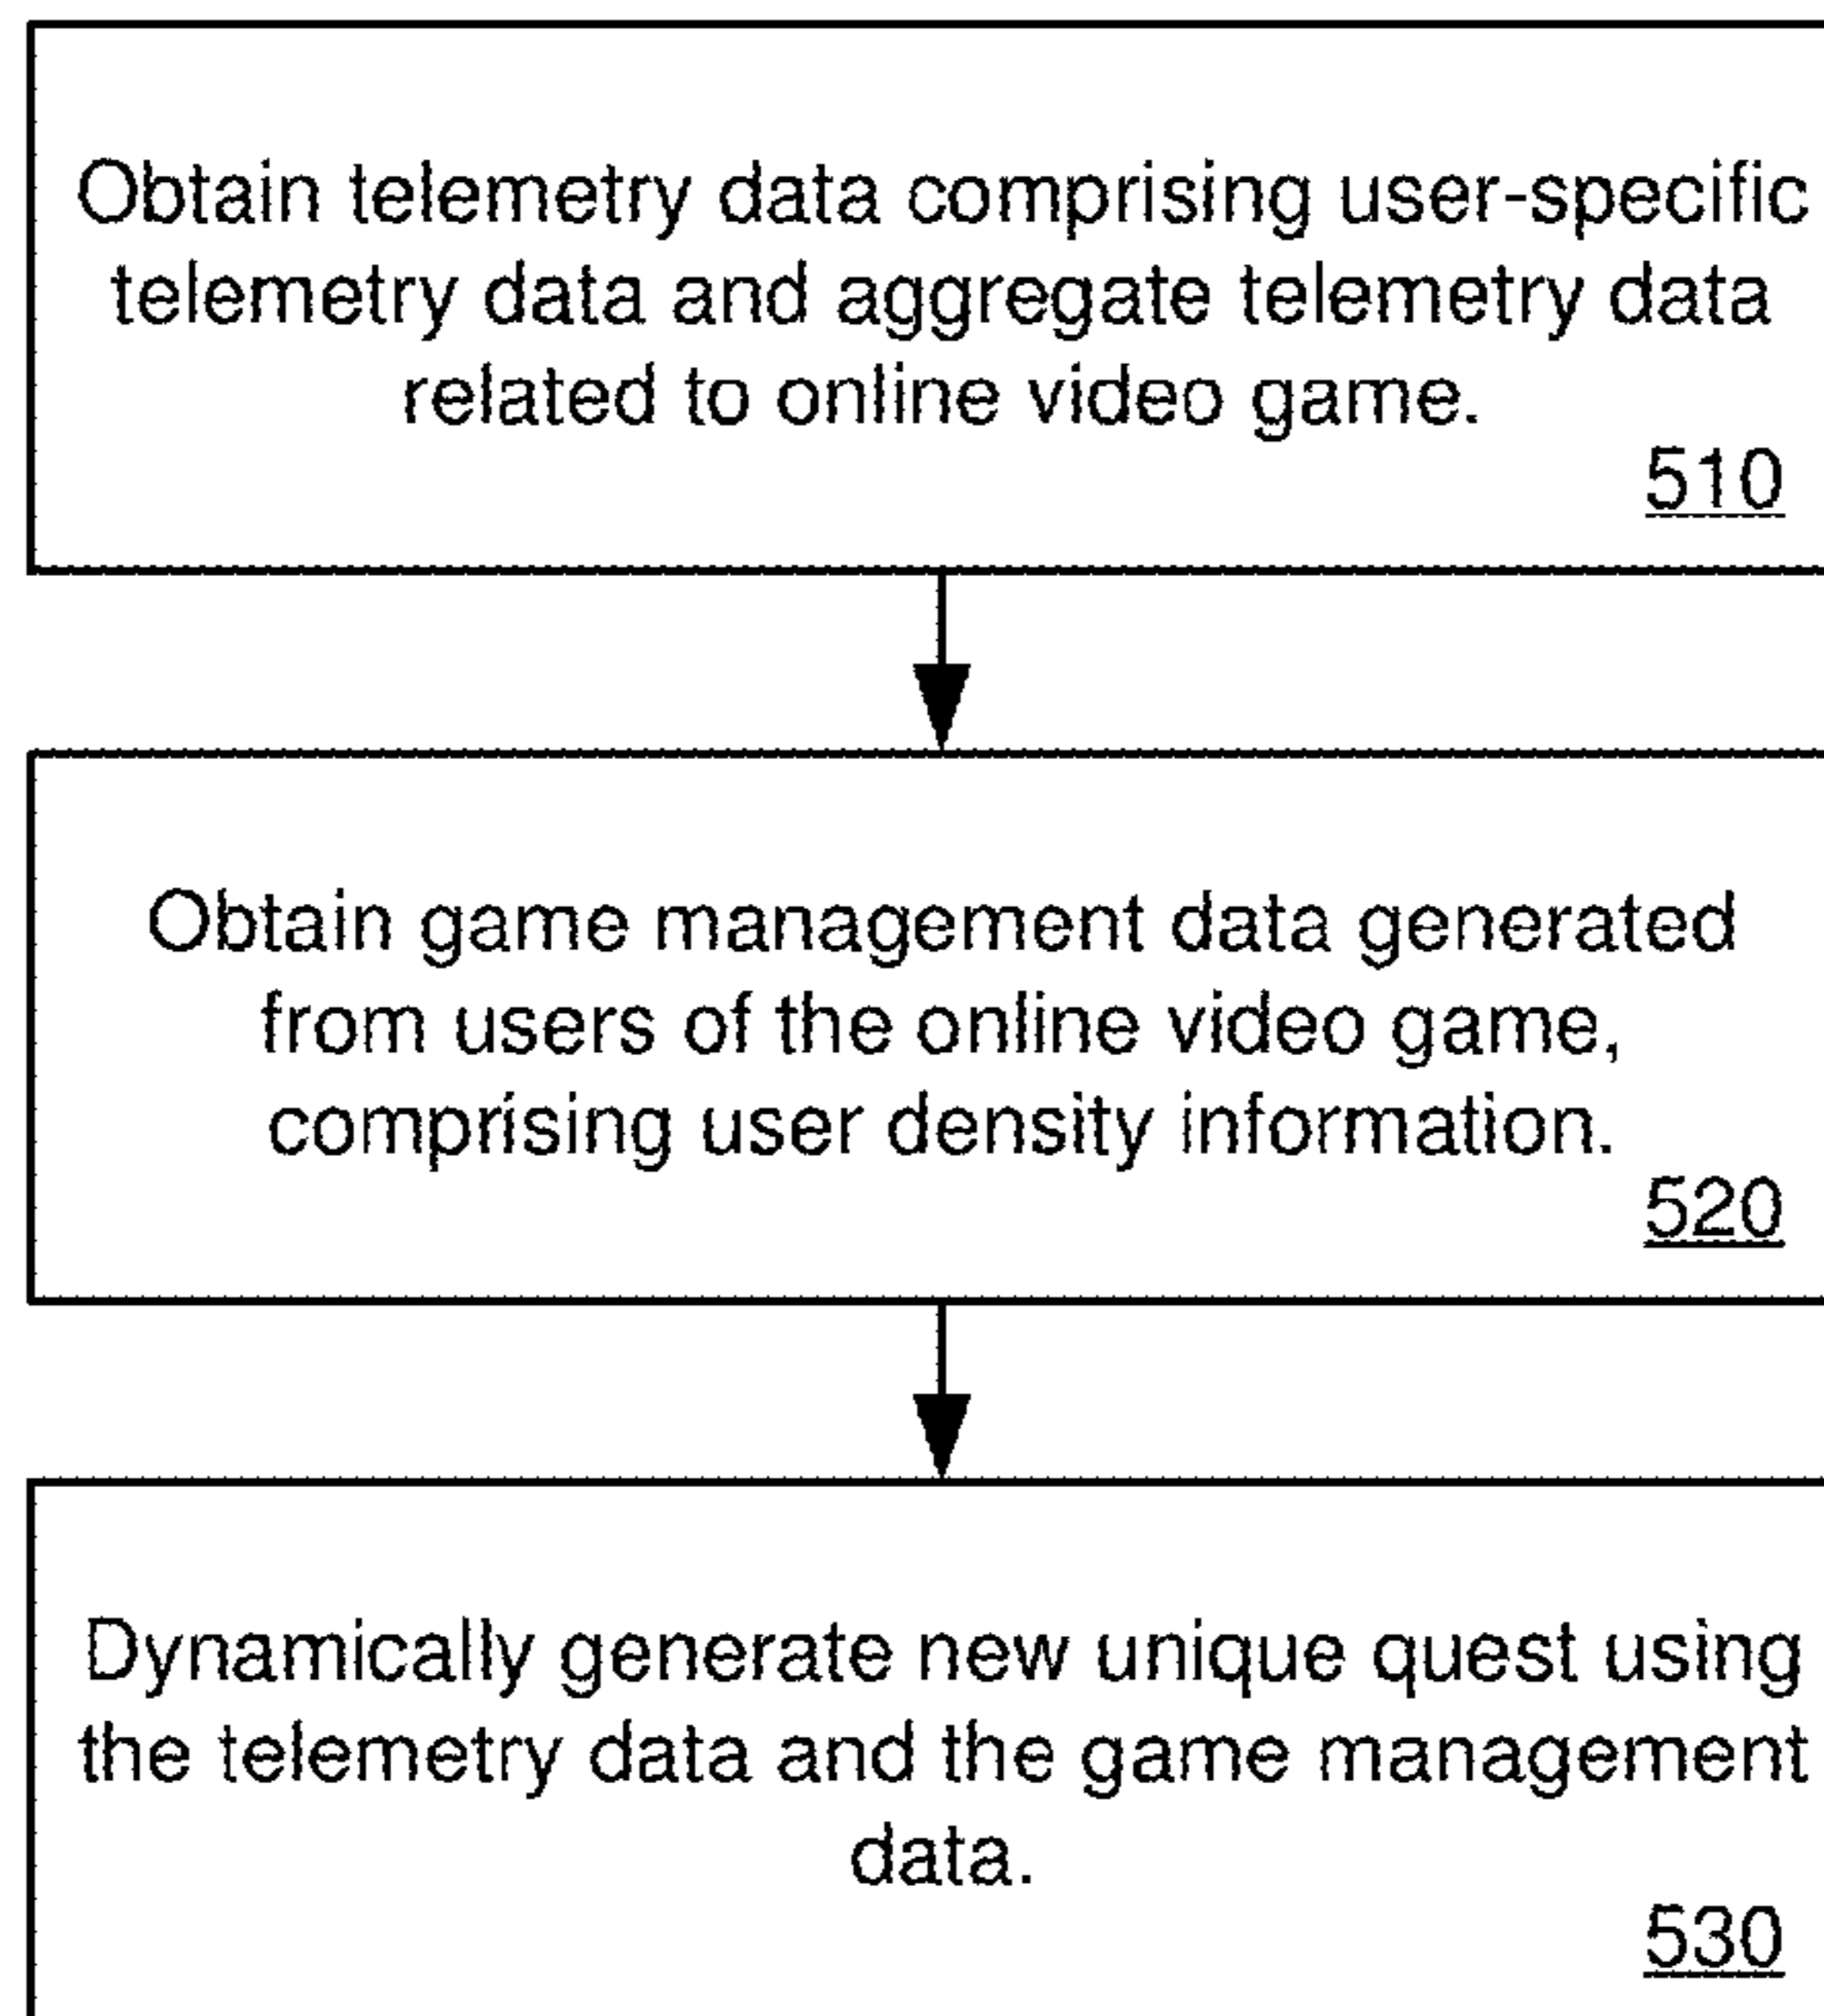 Obtain telemetry data comprising user-specific
telemetry data and aggregate telemetry data
related to online video game.
510
Obtain game management data generated
from users of the online video game,
comprising user density information.
520
Dynamically generate new unique quest using
the telemetry data and the game management
data.
530